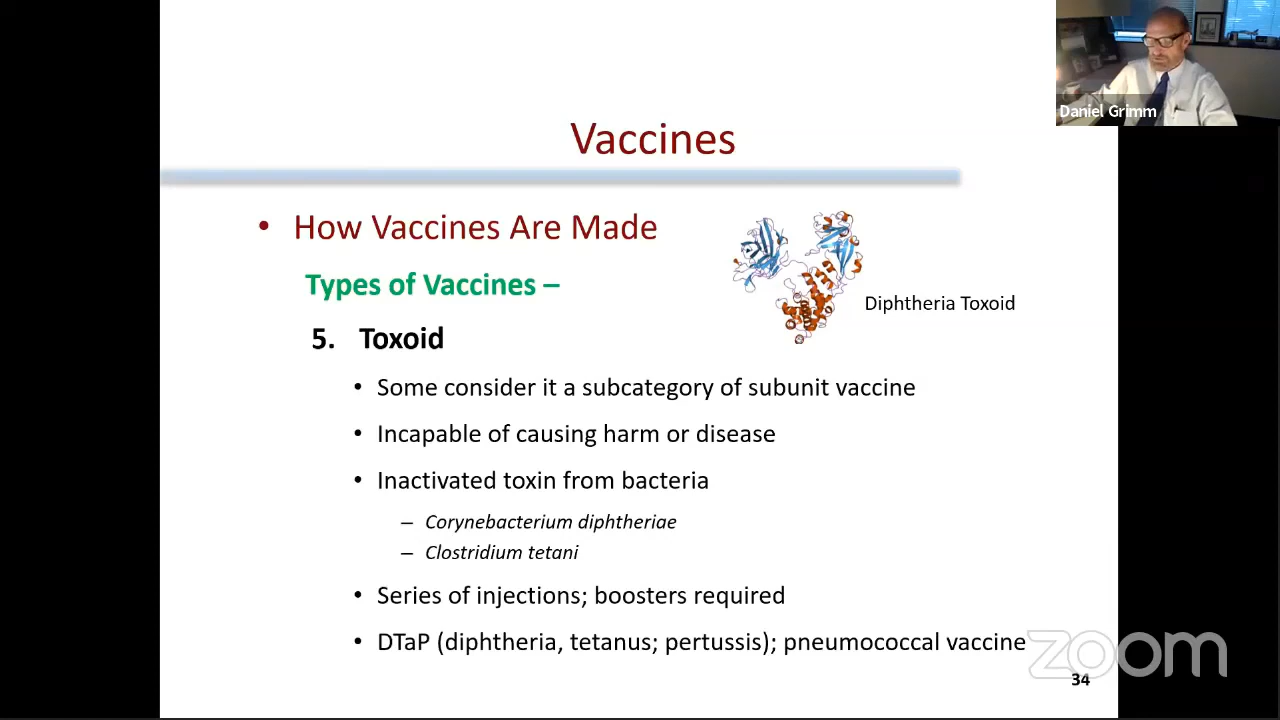 Daniel Grimm
Vaccines
• How Vaccines Are Made
Types of Vaccines –
Diphtheria Toxoid
5. Toxoid
• Some consider it a subcategory of subunit vaccine
• Incapable of causing harm or disease
• Inactivated toxin from bacteria
– Corynebacterium diphtheriae
– Clostridium tetani
• Series of injections; boosters required
• DTaP (diphtheria, tetanus; pertussis); pneumococcal vaccine
zoom
34